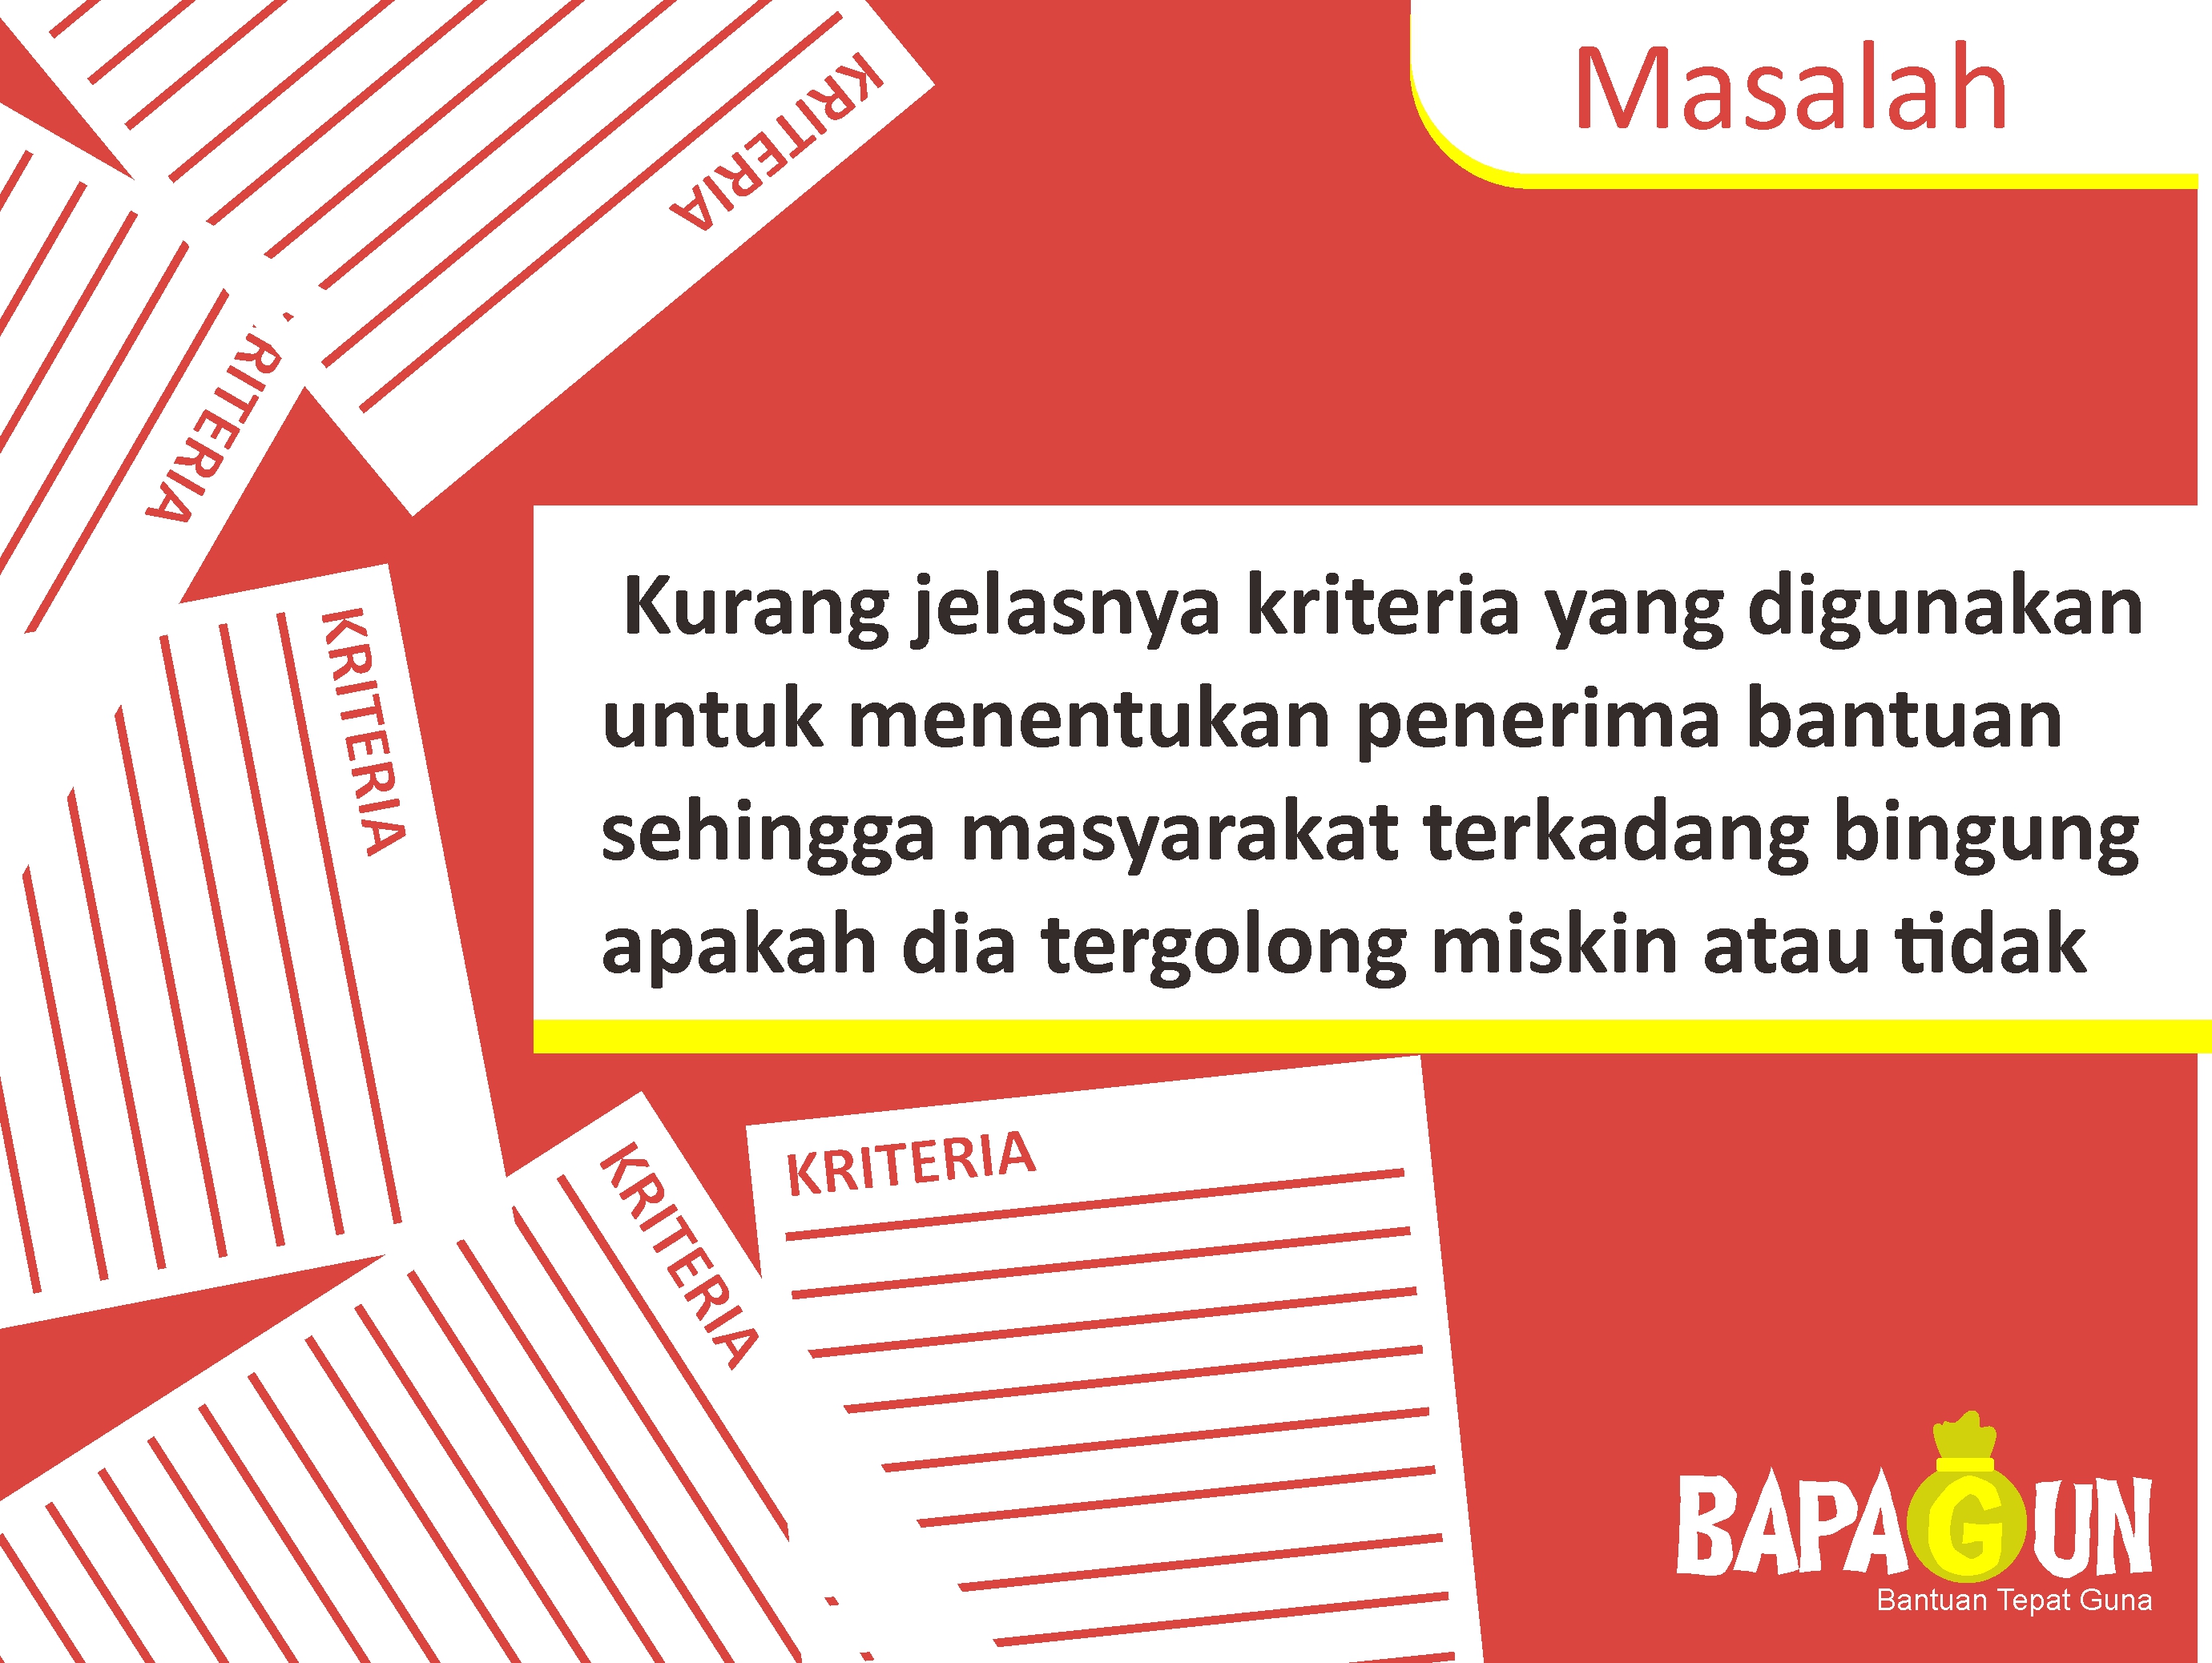 Masalah
KRITERIA
RITERIA
Kurang jelasnya kriteria yang digunakan
untuk menentukan penerima bantuan
sehingga masyarakat terkadang bingung
apakah dia tergolong miskin atau tidak
KRITERIA
KRITERIA
KRITERIA
BAPAGUN
Bantuan Tepat Guna